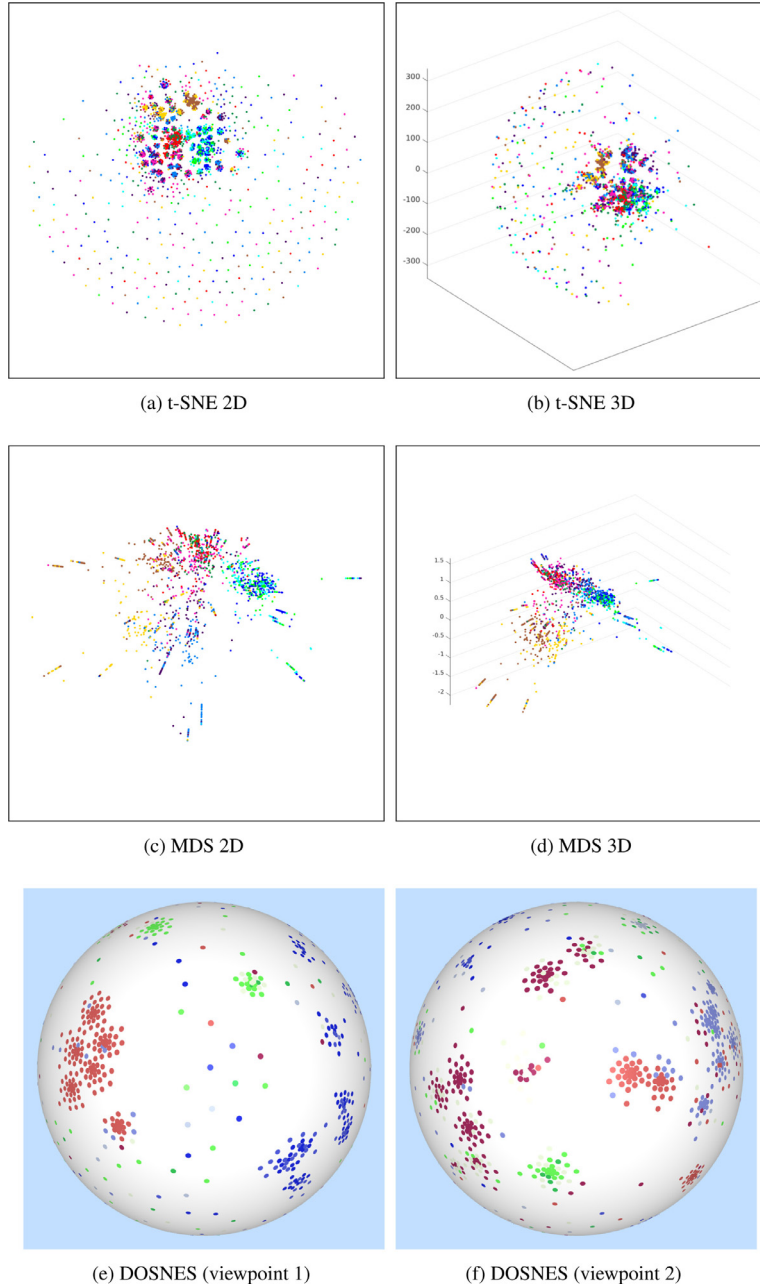 300
200
100
0
-100
-200
-300
(a) t-SNE 2D
(b) t-SNE 3D
1.5
1
0.5
0
-0.5
-1
-1.5
-2
(c) MDS 2D
(d) MDS 3D
(e) DOSNES (viewpoint 1)
(f) DOSNES (viewpoint 2)